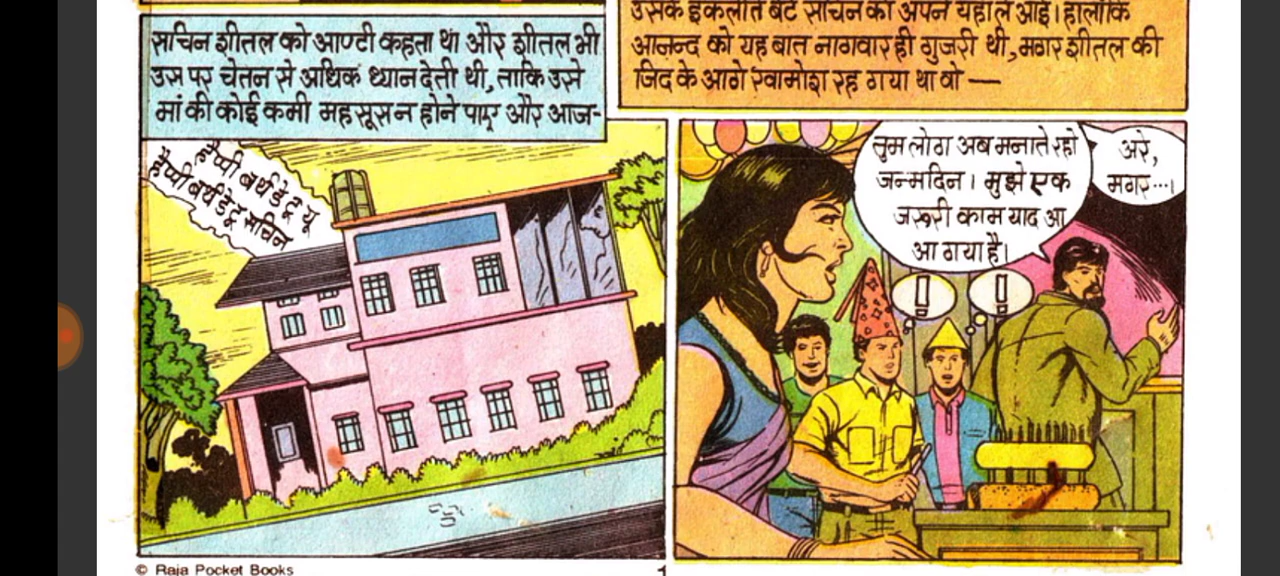 उसके इकलौते बेटे सचिन को अपने यहां ले आई। हालांकि
आनन्द को यह बात नागवार ही गुजरी थी, मगर शीतल की
जिद के आगे खामोश रह गया था वो —
सचिन शीतल को आण्टी कहता था और शीतल भी
उस पर चेतन से अधिक ध्यान देती थी, ताकि उसे
मां की कोई कमी महसूस न होने पाए और आज-
हैप्पी बर्थ डे टू यू
हैप्पी बर्थ डे टू सचिन
तुम लोग अब मनाते रहो
जन्मदिन। मुझे एक
जरूरी काम याद आ
आ गया है।
अरे,
मगर...।
!
!
© Raja Pocket Books
1